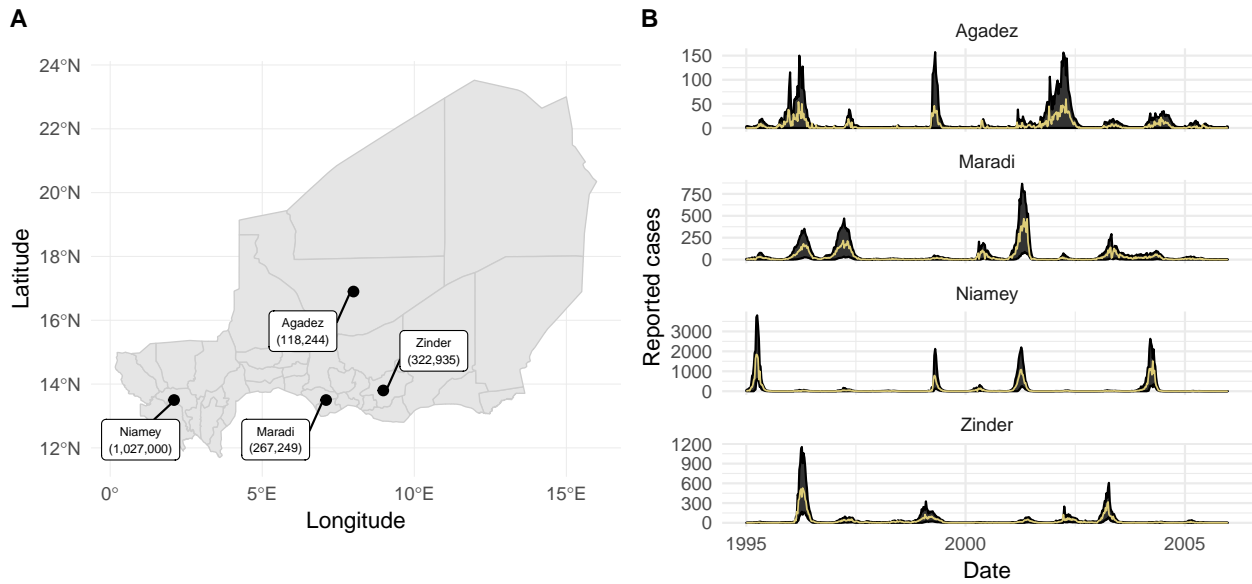 A
24°N
22°N
20°N
18°N
16°N
14°N
12°N
Latitude
Agadez
(118,244)
Zinder
(322,935)
Niamey
(1,027,000)
Maradi
(267,249)
0°
5°E
10°E
15°E
Longitude
B
Reported cases
Agadez
150
100
50
0
Maradi
750
500
250
0
Niamey
3000
2000
1000
0
Zinder
1200
900
600
300
0
1995
2000
2005
Date